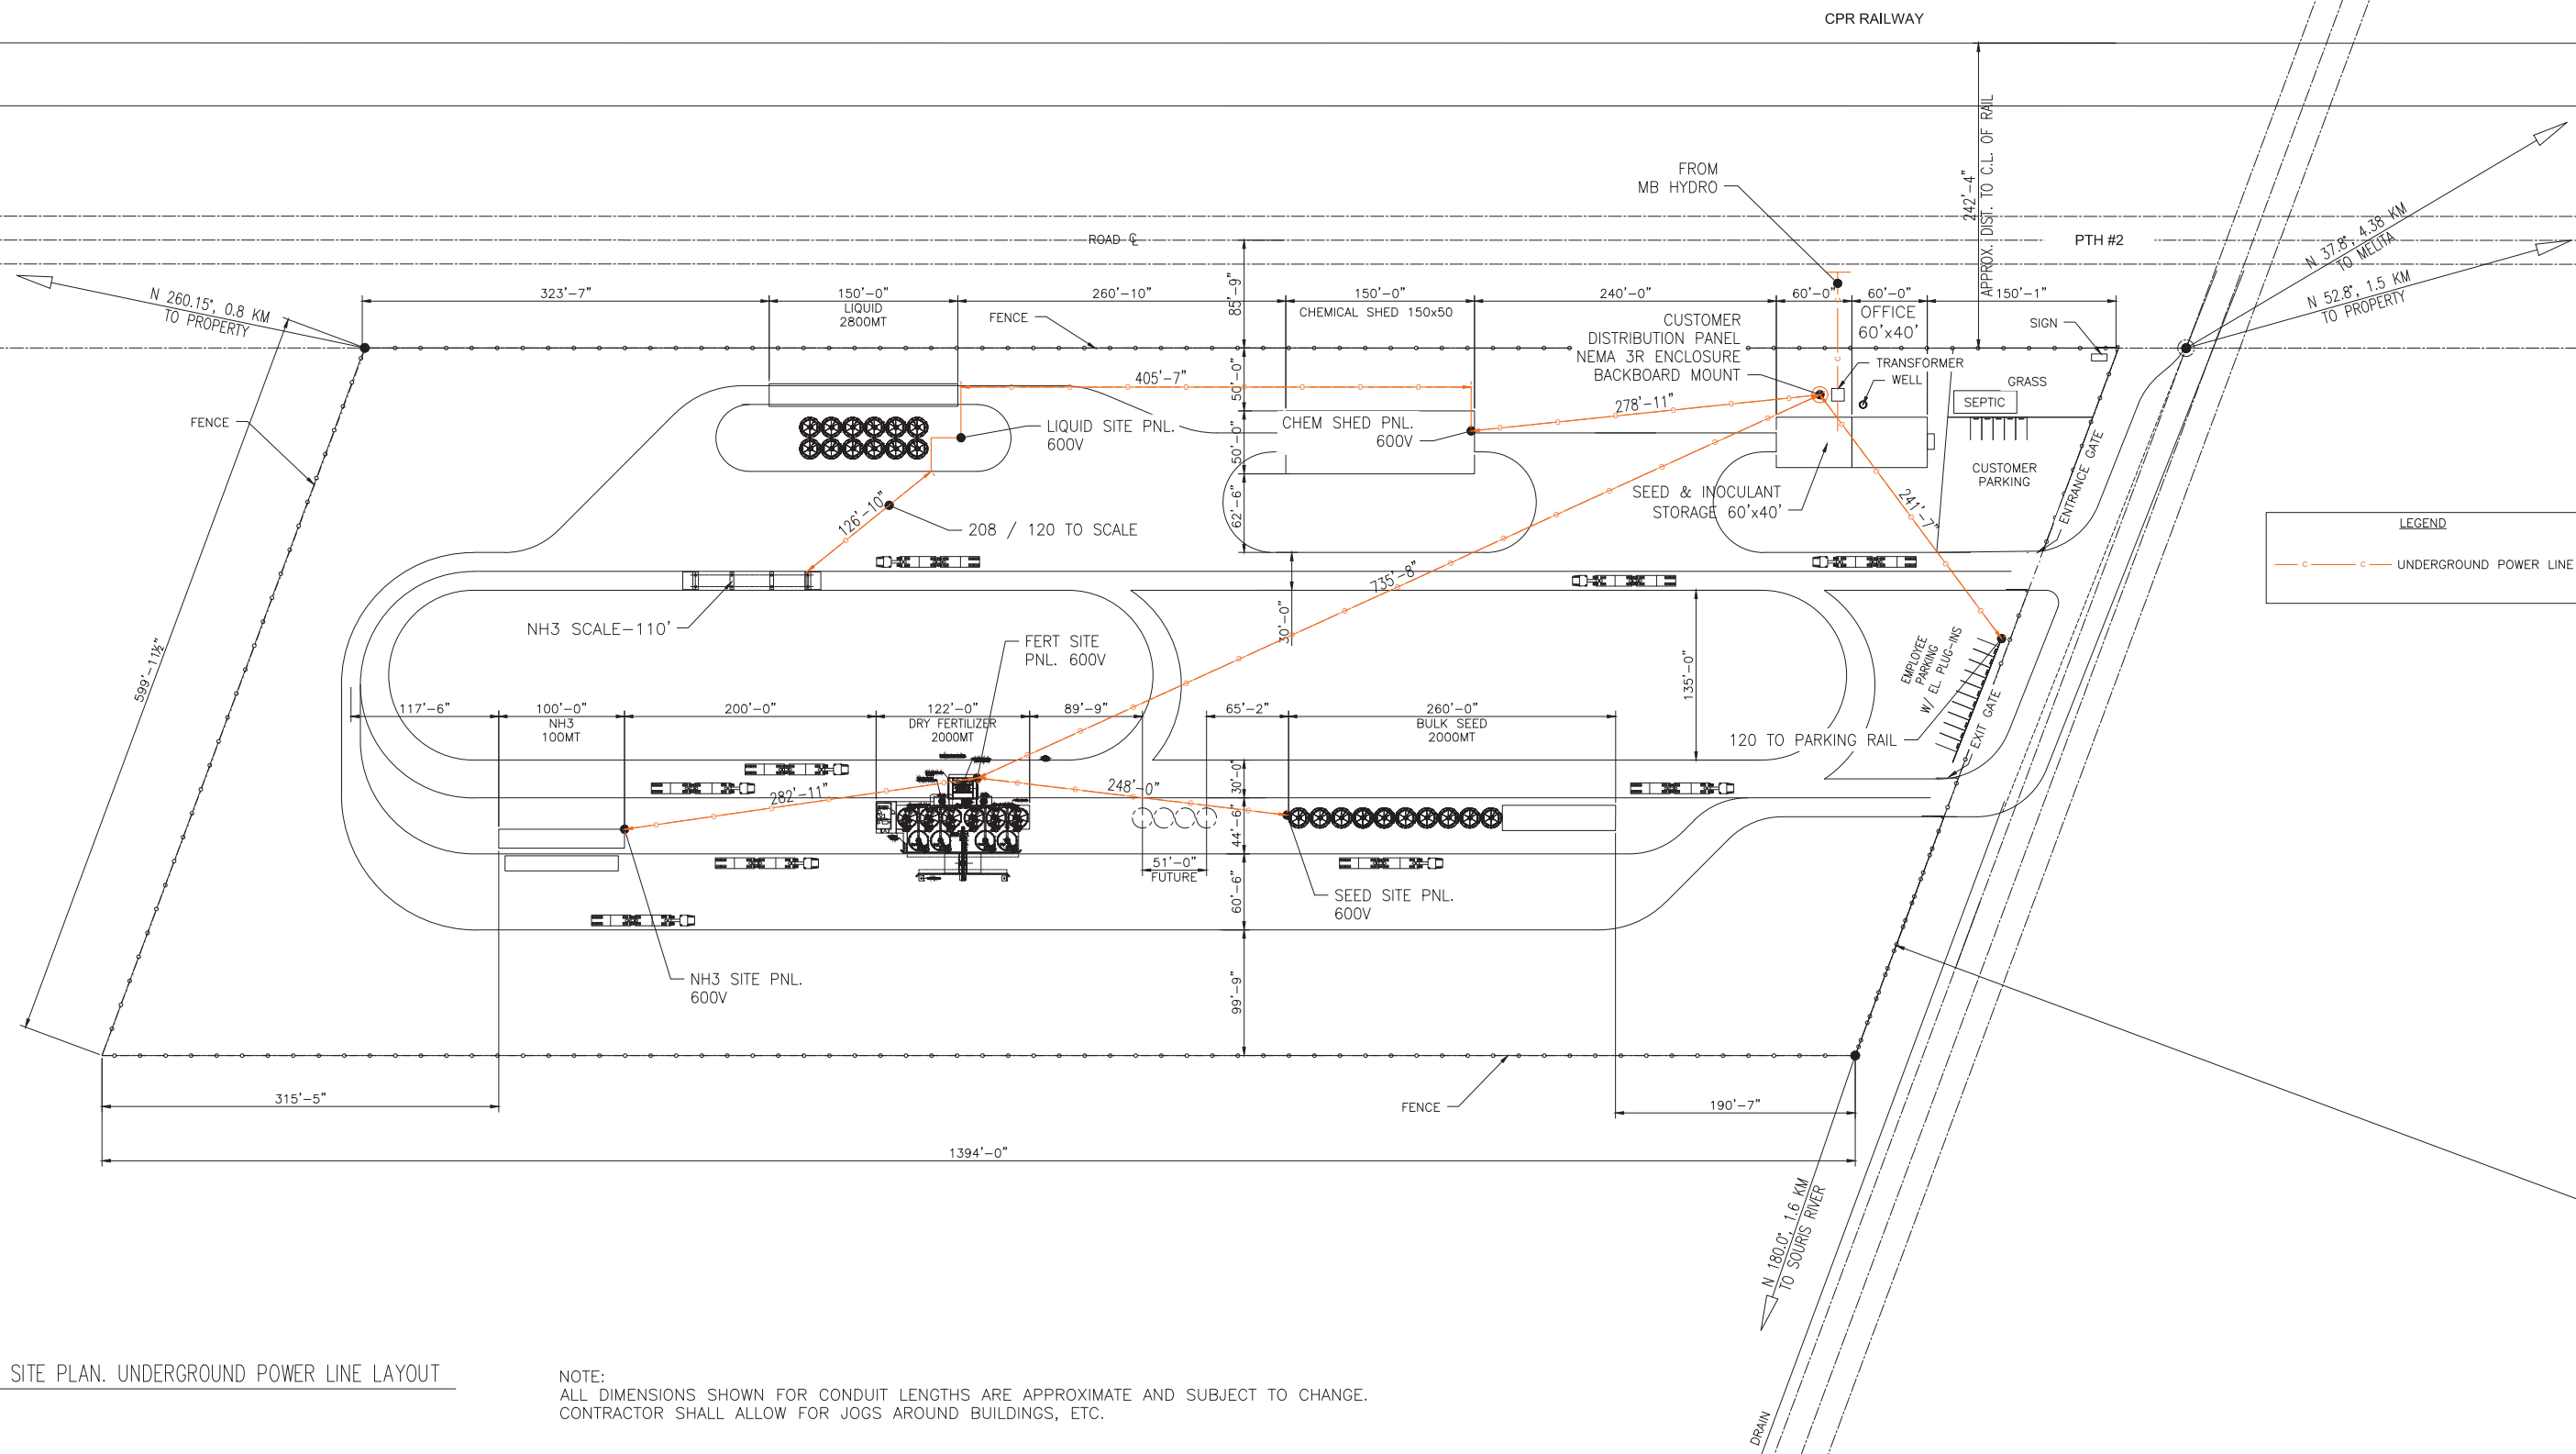 CPR RAILWAY
242'-4"
APPROX. DIST. TO C.L. OF RAIL
FROM
MB HYDRO
N 37.8°, 4.38 KM
TO MELITA
ROAD ℄
PTH #2
N 52.8°, 1.5 KM
TO PROPERTY
N 260.15°, 0.8 KM
TO PROPERTY
323'-7"
150'-0"
LIQUID
2800MT
260'-10"
85'-9"
150'-0"
CHEMICAL SHED 150x50
240'-0"
60'-0"
60'-0"
OFFICE
60'x40'
150'-1"
FENCE
SIGN
CUSTOMER
DISTRIBUTION PANEL
NEMA 3R ENCLOSURE
BACKBOARD MOUNT
TRANSFORMER
WELL
GRASS
SEPTIC
405'-7"
50'-0"
278'-11"
FENCE
LIQUID SITE PNL.
600V
CHEM SHED PNL.
600V
50'-0"
CUSTOMER
PARKING
ENTRANCE GATE
126'-10"
208 / 120 TO SCALE
62'-6"
SEED & INOCULANT
STORAGE 60'x40'
241'-7"
LEGEND
C
C
UNDERGROUND POWER LINE
735'-8"
NH3 SCALE-110'
30'-0"
FERT SITE
PNL. 600V
599'-11½"
135'-0"
EMPLOYEE
PARKING
W/ EL. PLUG-INS
EXIT GATE
117'-6"
100'-0"
NH3
100MT
200'-0"
122'-0"
DRY FERTILIZER
2000MT
89'-9"
65'-2"
260'-0"
BULK SEED
2000MT
120 TO PARKING RAIL
282'-11"
248'-0"
30'-0"
44'-6"
51'-0"
FUTURE
60'-6"
SEED SITE PNL.
600V
NH3 SITE PNL.
600V
99'-9"
315'-5"
FENCE
190'-7"
1394'-0"
N 180.0°, 1.6 KM
TO SOURIS RIVER
DRAIN
SITE PLAN. UNDERGROUND POWER LINE LAYOUT
NOTE:
ALL DIMENSIONS SHOWN FOR CONDUIT LENGTHS ARE APPROXIMATE AND SUBJECT TO CHANGE.
CONTRACTOR SHALL ALLOW FOR JOGS AROUND BUILDINGS, ETC.